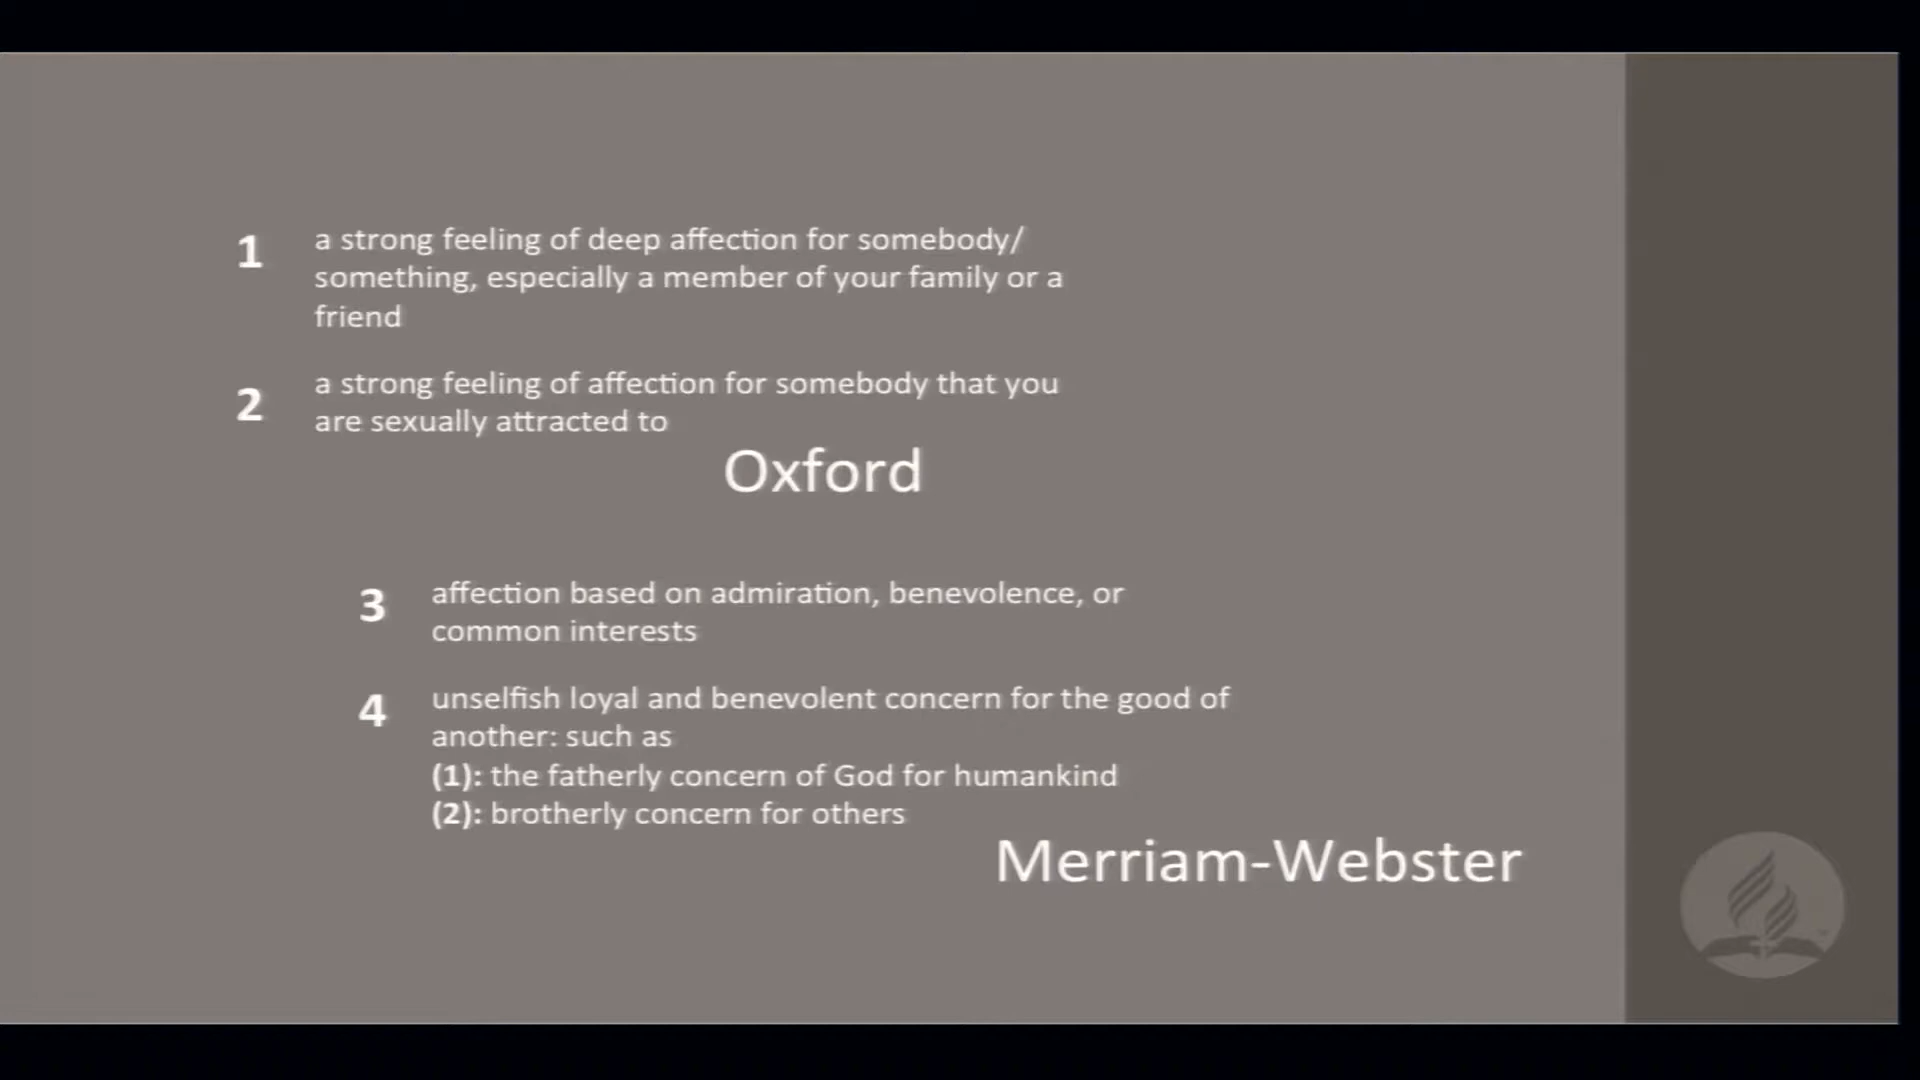 1 a strong feeling of deep affection for somebody/
something, especially a member of your family or a
friend
2 a strong feeling of affection for somebody that you
are sexually attracted to
Oxford
3 affection based on admiration, benevolence, or
common interests
4 unselfish loyal and benevolent concern for the good of
another: such as
(1): the fatherly concern of God for humankind
(2): brotherly concern for others
Merriam-Webster